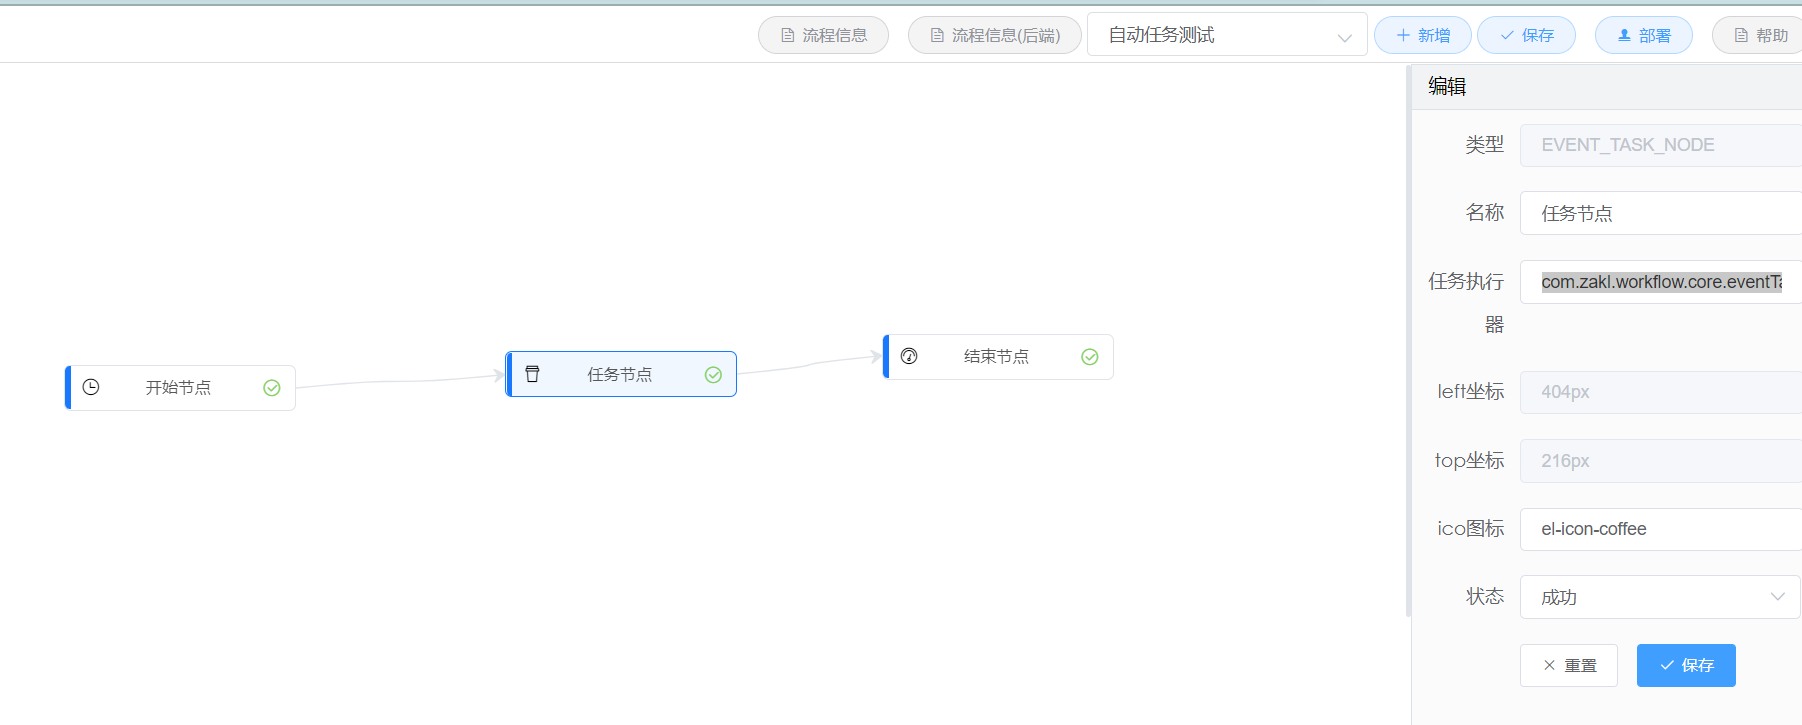 流程信息
流程信息(后端)
自动任务测试
新增
保存
部署
帮助
编辑
类型
EVENT_TASK_NODE
名称
任务节点
任务执行
器
com.zakl.workflow.core.eventTa
left坐标
404px
top坐标
216px
ico图标
el-icon-coffee
状态
成功
重置
保存
开始节点
任务节点
结束节点